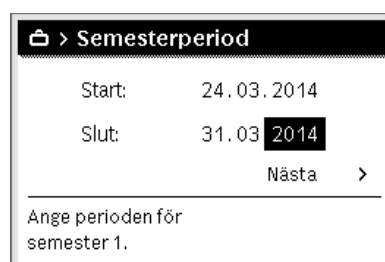 > Semesterperiod
Start: 24.03.2014
Slut: 31.03 2014
Nästa >
Ange perioden för
semester 1.